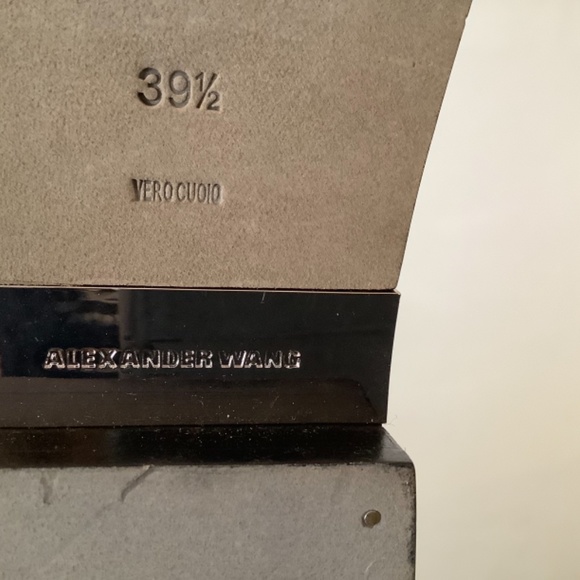 39½
VERO CUOIO
ALEXANDER WANG